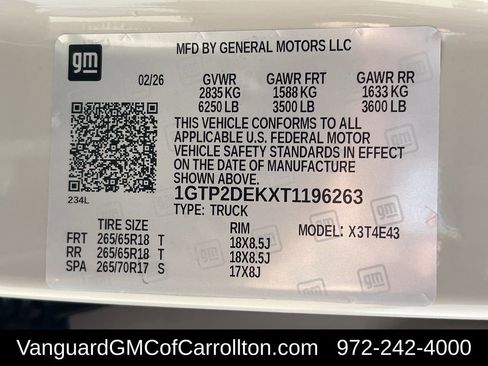 gm
MFD BY GENERAL MOTORS LLC
02/26 GVWR GAWR FRT GAWR RR
2835 KG 1588 KG 1633 KG
6250 LB 3500 LB 3600 LB
THIS VEHICLE CONFORMS TO ALL
APPLICABLE U.S. FEDERAL MOTOR
VEHICLE SAFETY STANDARDS IN EFFECT
ON THE DATE OF MANUFACTURE SHOWN ABOVE.
234L
1GTP2DEKXT1196263
TYPE: TRUCK
TIRE SIZE RIM MODEL: X3T4E43
FRT 265/65R18 T 18X8.5J
RR 265/65R18 T 18X8.5J
SPA 265/70R17 S 17X8J
VanguardGMCofCarrollton.com 972-242-4000